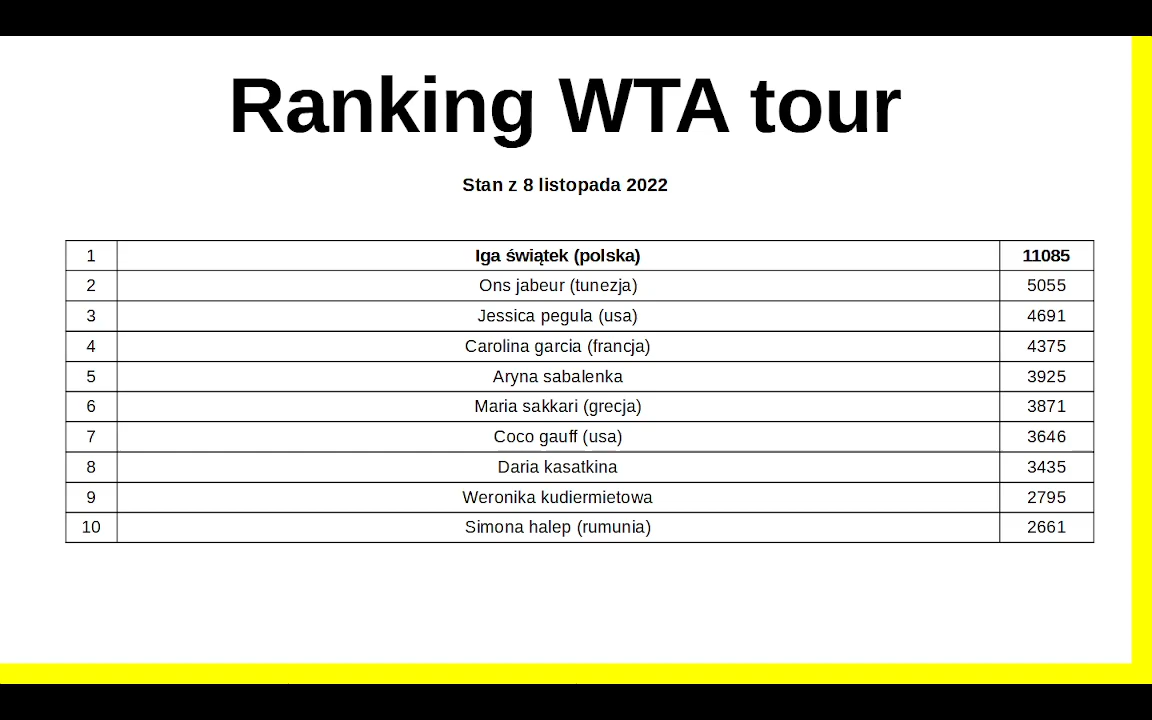 Ranking WTA tour
Stan z 8 listopada 2022
1 Iga świątek (polska) 11085
2 Ons jabeur (tunezja) 5055
3 Jessica pegula (usa) 4691
4 Carolina garcia (francja) 4375
5 Aryna sabalenka 3925
6 Maria sakkari (grecja) 3871
7 Coco gauff (usa) 3646
8 Daria kasatkina 3435
9 Weronika kudiermietowa 2795
10 Simona halep (rumunia) 2661